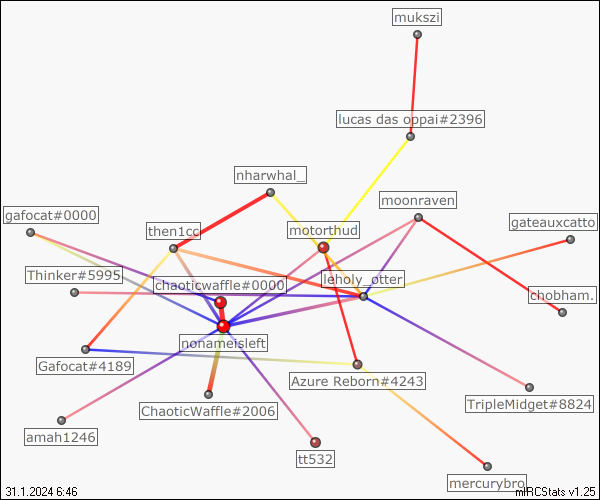 mukszi
lucas das oppai#2396
nharwhal_
moonraven
gafocat#0000
then1cc
motorthud
gateauxcatto
Thinker#5995
chaoticwaffle#0000
leholy_otter
chobham.
nonameisleft
Gafocat#4189
Azure Reborn#4243
ChaoticWaffle#2006
TripleMidget#8824
amah1246
tt532
mercurybro
31.1.2024 6:46
mIRCStats v1.25